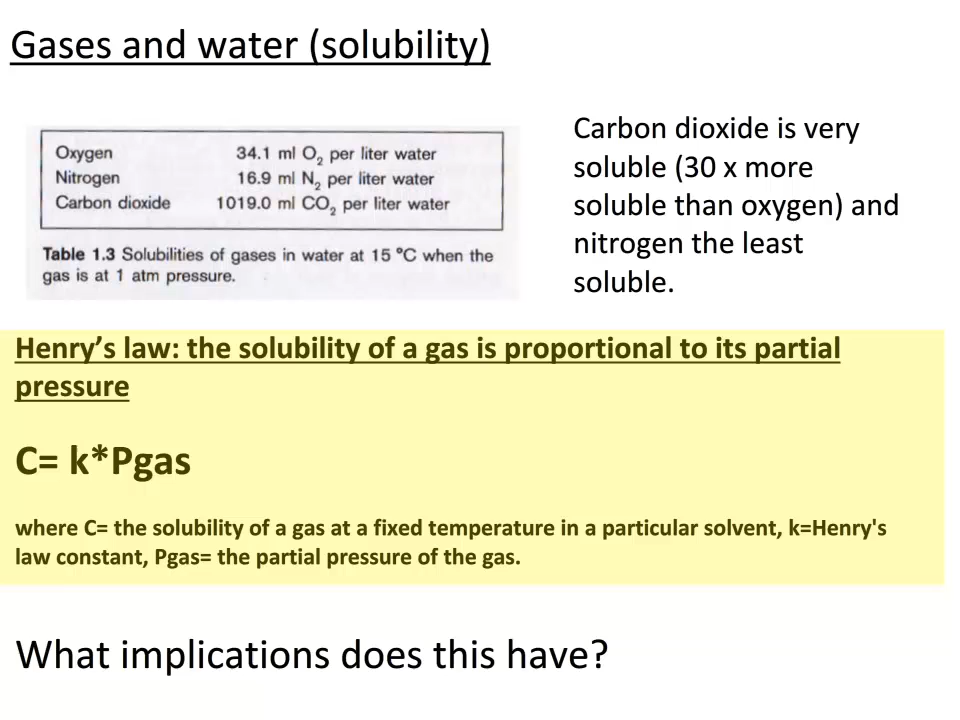 Gases and water (solubility)
Oxygen 34.1 ml O₂ per liter water
Nitrogen 16.9 ml N₂ per liter water
Carbon dioxide 1019.0 ml CO₂ per liter water
Table 1.3 Solubilities of gases in water at 15 °C when the
gas is at 1 atm pressure.
Carbon dioxide is very
soluble (30 x more
soluble than oxygen) and
nitrogen the least
soluble.
Henry’s law: the solubility of a gas is proportional to its partial
pressure
C= k*Pgas
where C= the solubility of a gas at a fixed temperature in a particular solvent, k=Henry's
law constant, Pgas= the partial pressure of the gas.
What implications does this have?